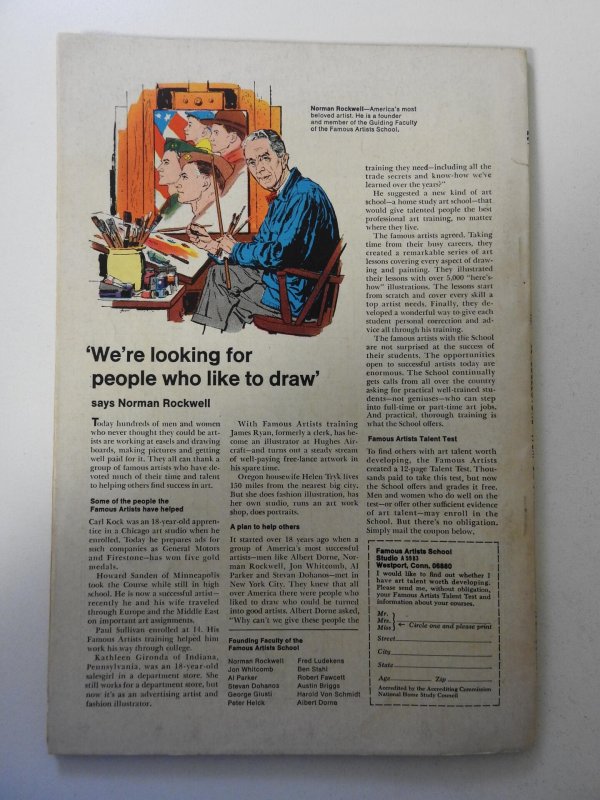 Norman Rockwell—America's most
beloved artist. He is a founder
and member of the Guiding Faculty
of the Famous Artists School.
'We're looking for
people who like to draw'
says Norman Rockwell
Today hundreds of men and women
who never thought they could be art-
ists are working at easels and drawing
boards, making pictures and getting
well paid for it. They all can thank a
group of famous artists who have de-
voted much of their time and talent
to helping others find success in art.
Some of the people the
Famous Artists have helped
Carl Kock was an 18-year-old appren-
tice in a Chicago art studio when he
enrolled. Today he prepares ads for
such companies as General Motors
and Firestone—has won five gold
medals.
Howard Sanden of Minneapolis
took the Course while still in high
school. He is now a successful artist—
recently he and his wife traveled
through Europe and the Middle East
on important art assignments.
Paul Sullivan enrolled at 14. His
Famous Artists training helped him
work his way through college.
Kathleen Gironda of Indiana,
Pennsylvania, was an 18-year-old
salesgirl in a department store. She
still works for a department store, but
now it's as an advertising artist and
fashion illustrator.
With Famous Artists training
James Ryan, formerly a clerk, has be-
come an illustrator at Hughes Air-
craft—and turns out a steady stream
of well-paying free-lance artwork in
his spare time.
Oregon housewife Helen Tryk lives
150 miles from the nearest big city.
But she does fashion illustration, has
her own studio, runs an art work
shop, does portraits.
A plan to help others
It started over 18 years ago when a
group of America's most successful
artists—men like Albert Dorne, Nor-
man Rockwell, Jon Whitcomb, Al
Parker and Stevan Dohanos—met in
New York City. They knew that all
over America there were people who
liked to draw who could be turned
into good artists. Albert Dorne asked,
"Why can't we give these people the
Founding Faculty of the
Famous Artists School
Norman Rockwell
Jon Whitcomb
Al Parker
Stevan Dohanos
George Giusti
Peter Helck
Fred Ludekens
Ben Stahl
Robert Fawcett
Austin Briggs
Harold Von Schmidt
Albert Dorne
training they need—including all the
trade secrets and know-how we've
learned over the years?"
He suggested a new kind of art
school—a home study art school—that
would give talented people the best
professional art training, no matter
where they live.
The famous artists agreed. Taking
time from their busy careers, they
created a remarkable series of art
lessons covering every aspect of draw-
ing and painting. They illustrated
their lessons with over 5,000 "here's-
how" illustrations. The lessons start
from scratch and cover every skill a
top artist needs. Finally, they de-
veloped a wonderful way to give each
student personal correction and ad-
vice all through his training.
The famous artists with the School
are not surprised at the success of
their students. The opportunities
open to successful artists today are
enormous. The School continually
gets calls from all over the country
asking for practical well-trained stu-
dents—not geniuses—who can step
into full-time or part-time art jobs.
And practical, thorough training is
what the School gives.
Famous Artists Talent Test
To find others with art talent worth
developing, the Famous Artists
created a 12-page Talent Test. Thou-
sands paid to take this test, but now
the School offers and grades it free.
Men and women who do well on the
test—or offer other sufficient evidence
of art talent—may enroll in the
School. But there's no obligation.
Simply mail the coupon below.
Famous Artists School
Studio A 5583
Westport, Conn. 06880
I would like to find out whether I
have art talent worth developing.
Please send me, without obligation,
your Famous Artists Talent Test and
information about your courses.
Mr.
Mrs.
Miss } ← Circle one and please print
Street
City
State
Age Zip
Accredited by the Accrediting Commission
National Home Study Council